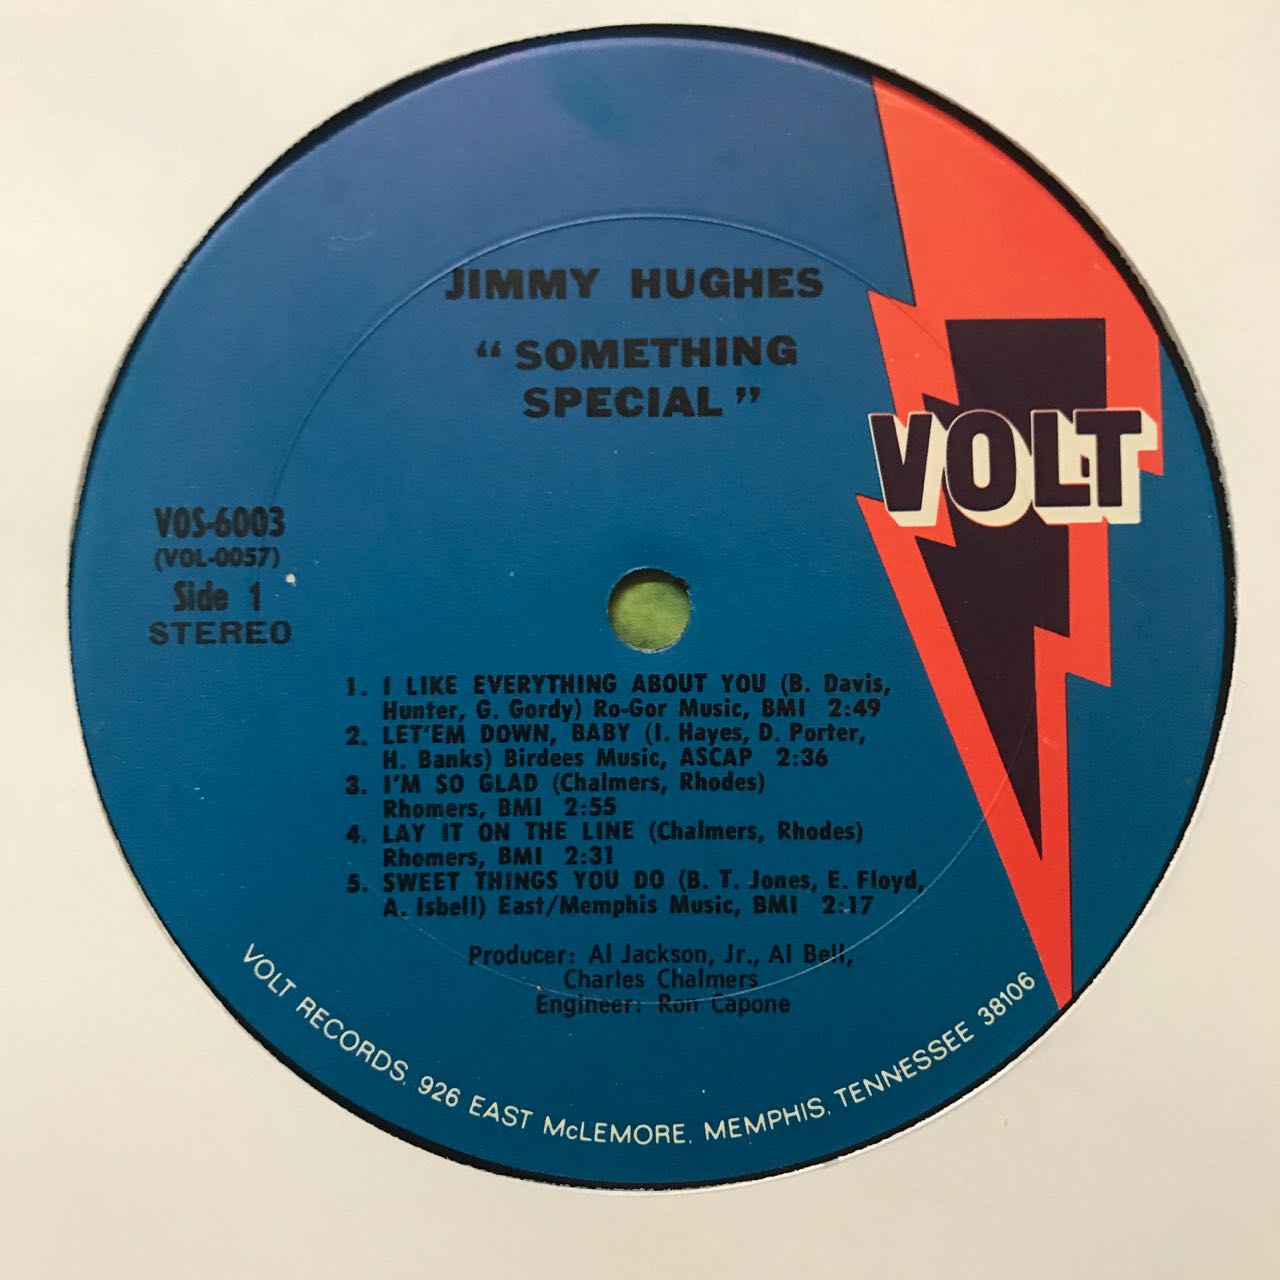 JIMMY HUGHES
“SOMETHING
SPECIAL”
VOLT
VOS-6003
(VOL-0057)
Side 1
STEREO
1. I LIKE EVERYTHING ABOUT YOU (B. Davis,
Hunter, G. Gordy) Ro-Gor Music, BMI 2:49
2. LET'EM DOWN, BABY (I. Hayes, D. Porter,
H. Banks) Birdees Music, ASCAP 2:36
3. I'M SO GLAD (Chalmers, Rhodes)
Rhomers, BMI 2:55
4. LAY IT ON THE LINE (Chalmers, Rhodes)
Rhomers, BMI 2:31
5. SWEET THINGS YOU DO (B. T. Jones, E. Floyd,
A. Isbell) East/Memphis Music, BMI 2:17
Producer: Al Jackson, Jr., Al Bell,
Charles Chalmers
Engineer: Ron Capone
VOLT RECORDS, 926 EAST McLEMORE, MEMPHIS, TENNESSEE 38106